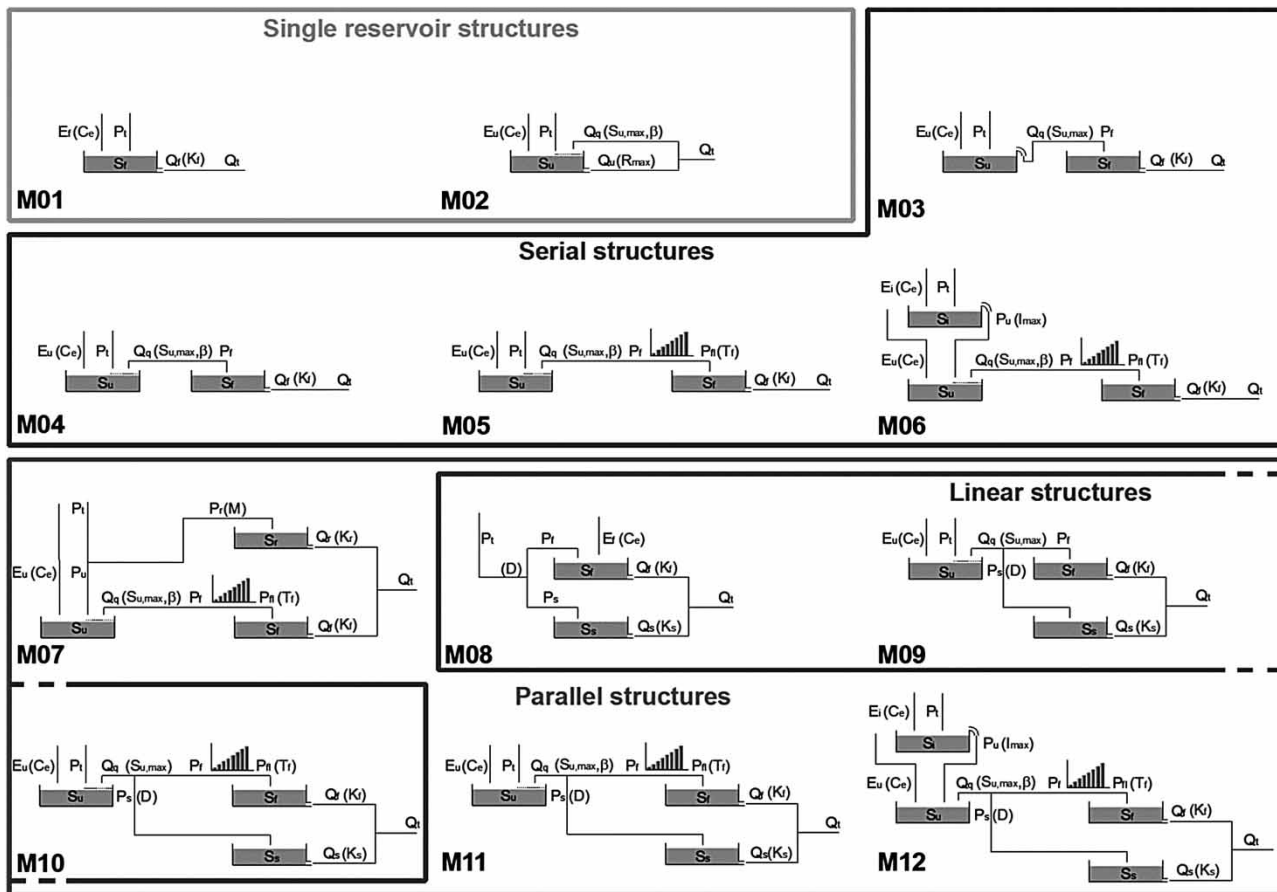 Single reservoir structures
Ef(Ce) Pt
Sf Qf(Kf) Qt
M01
Eu(Ce) Pt Qq(Su,max,β)
Su Qu(Rmax) Qt
M02
Eu(Ce) Pt Qq(Su,max) Pf
Su Sf Qf(Kf) Qt
M03
Serial structures
Eu(Ce) Pt Qq(Su,max,β) Pf
Su Sf Qf(Kf) Qt
M04
Eu(Ce) Pt Qq(Su,max,β) Pf Pfl(Tf)
Su Sf Qf(Kf) Qt
M05
Ei(Ce) Pt
Si Pu(Imax)
Eu(Ce) Qq(Su,max,β) Pf Pfl(Tf)
Su Sf Qf(Kf) Qt
M06
Pt Pr(M)
Sr Qr(Kr)
Eu(Ce) Pu Qt
Qq(Su,max,β) Pf Pfl(Tf)
Su Sf Qf(Kf)
M07
Linear structures
Pt Pf Ef(Ce)
(D) Sf Qf(Kf)
Ps Qt
Ss Qs(Ks)
M08
Eu(Ce) Pt Qq(Su,max) Pf
Su Ps(D) Sf Qf(Kf)
Qt
Ss Qs(Ks)
M09
Parallel structures
Eu(Ce) Pt Qq(Su,max) Pf Pfl(Tf)
Su Ps(D) Sf Qf(Kf)
Qt
Ss Qs(Ks)
M10
Eu(Ce) Pt Qq(Su,max,β) Pf Pfl(Tf)
Su Ps(D) Sf Qf(Kf)
Qt
Ss Qs(Ks)
M11
Ei(Ce) Pt
Si Pu(Imax)
Eu(Ce) Qq(Su,max,β) Pf Pfl(Tf)
Su Ps(D) Sf Qf(Kf)
Qt
Ss Qs(Ks)
M12